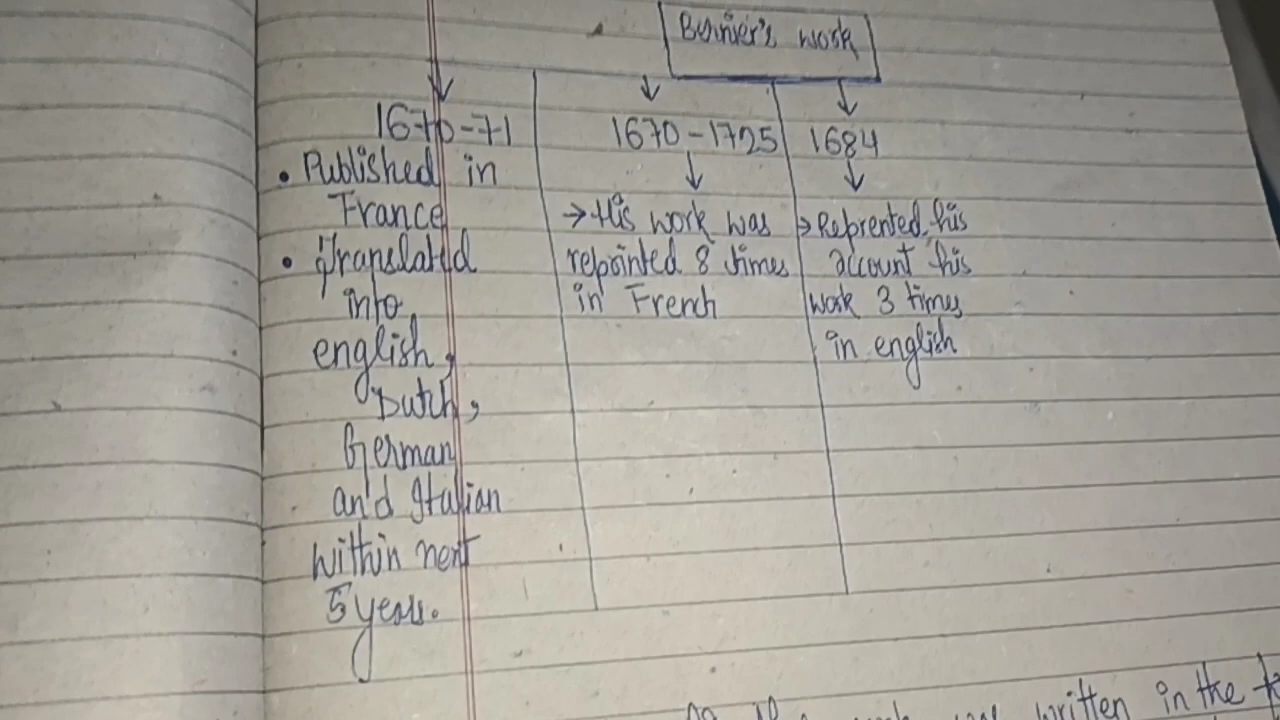 Bernier's work
1670-71
• Published in
France
• translated
into
english,
Dutch,
German
and Italian
within next
5 years.
1670-1725
→ His work was
reprinted 8 times
in French
1684
→ Reprented his
account his
work 3 times
in english
written in the